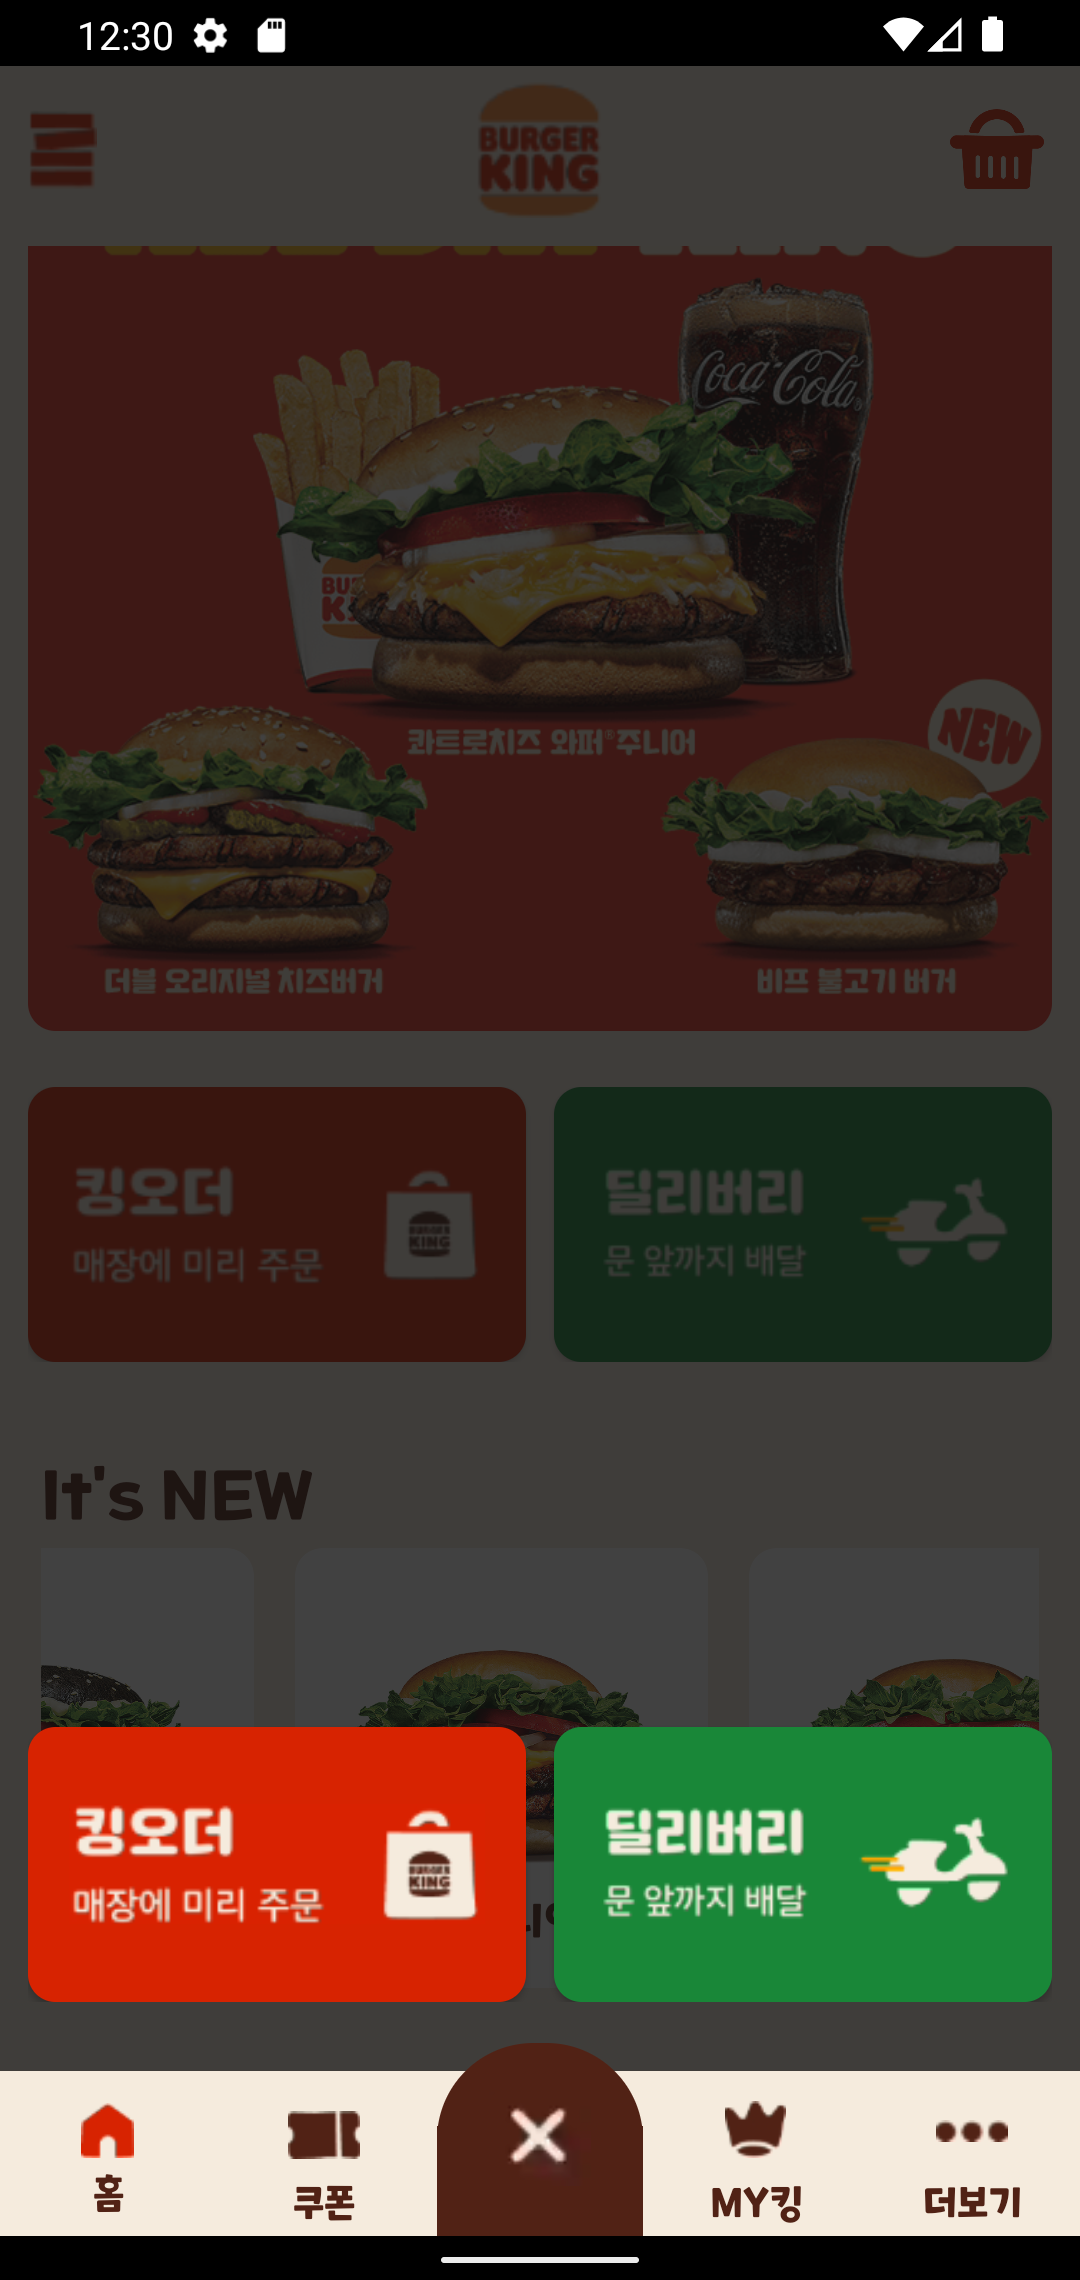 12:30
BURGER
KING
Coca-Cola
콰트로치즈 와퍼®주니어
NEW
더블 오리지널 치즈버거
비프 불고기 버거
킹오더
매장에 미리 주문
BURGER
KING
딜리버리
문 앞까지 배달
It's NEW
킹오더
매장에 미리 주문
BURGER
KING
딜리버리
문 앞까지 배달
홈
쿠폰
MY킹
더보기